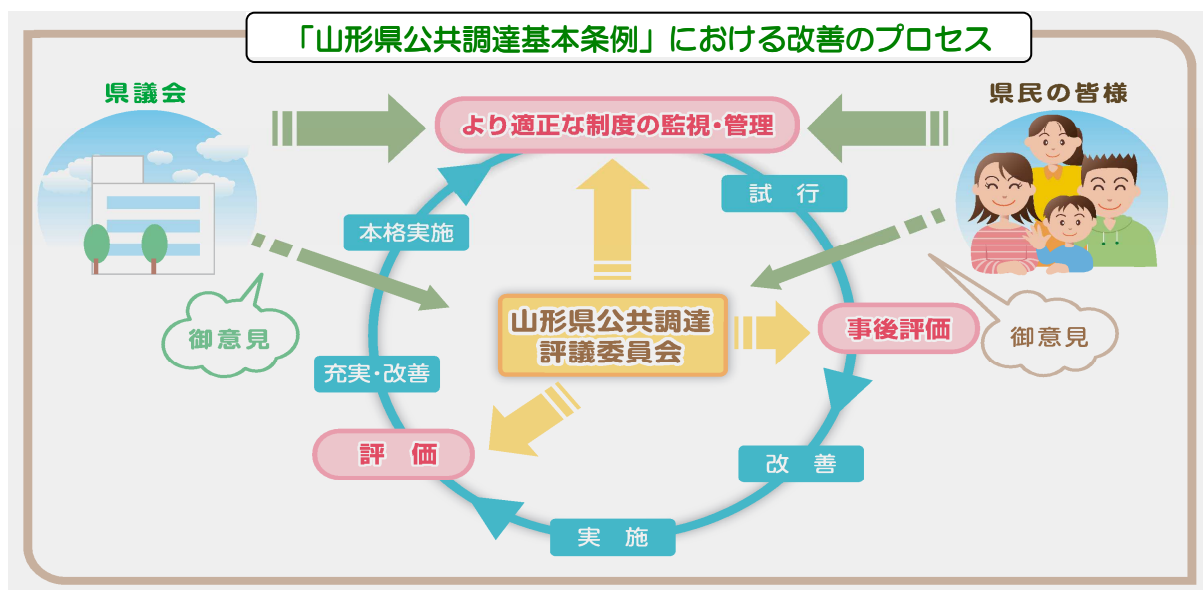 「山形県公共調達基本条例」における改善のプロセス
県議会
県民の皆様
より適正な制度の監視・管理
試 行
本格実施
御意見
山形県公共調達
評議委員会
事後評価
御意見
充実・改善
評 価
改 善
実 施